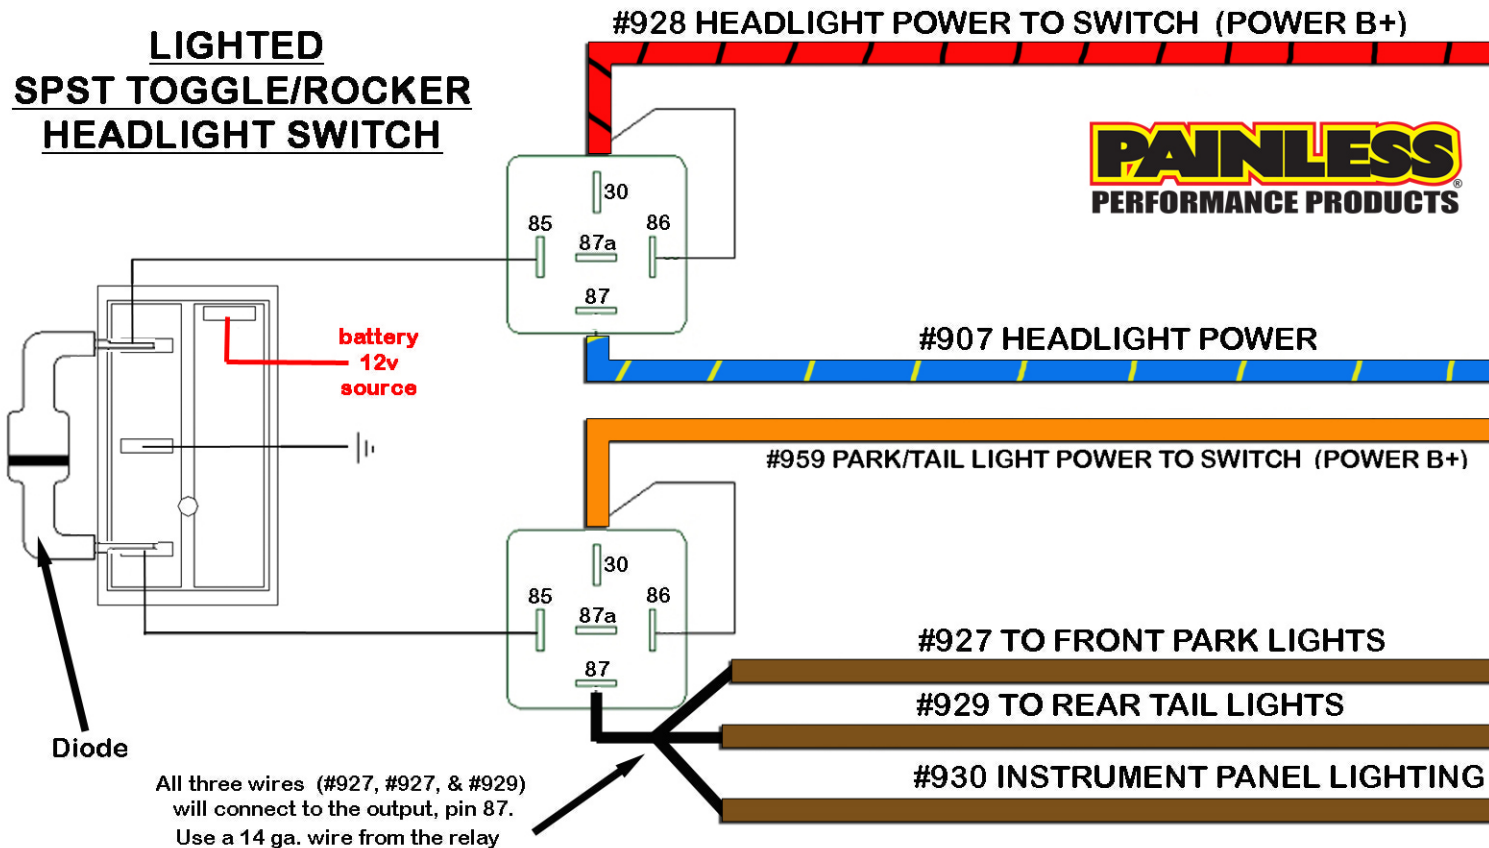 LIGHTED
SPST TOGGLE/ROCKER
HEADLIGHT SWITCH
#928 HEADLIGHT POWER TO SWITCH (POWER B+)
PAINLESS®
PERFORMANCE PRODUCTS
30
85
86
87a
87
battery
12v
source
#907 HEADLIGHT POWER
#959 PARK/TAIL LIGHT POWER TO SWITCH (POWER B+)
30
85
86
87a
87
#927 TO FRONT PARK LIGHTS
#929 TO REAR TAIL LIGHTS
#930 INSTRUMENT PANEL LIGHTING
Diode
All three wires (#927, #927, & #929)
will connect to the output, pin 87.
Use a 14 ga. wire from the relay